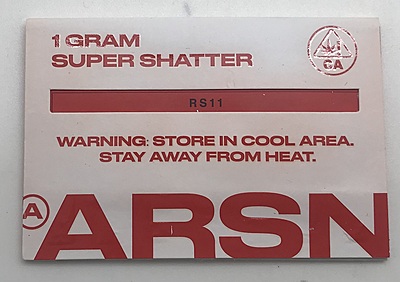 1 GRAM
SUPER SHATTER
CA
RS11
WARNING: STORE IN COOL AREA.
STAY AWAY FROM HEAT.
A ARSN